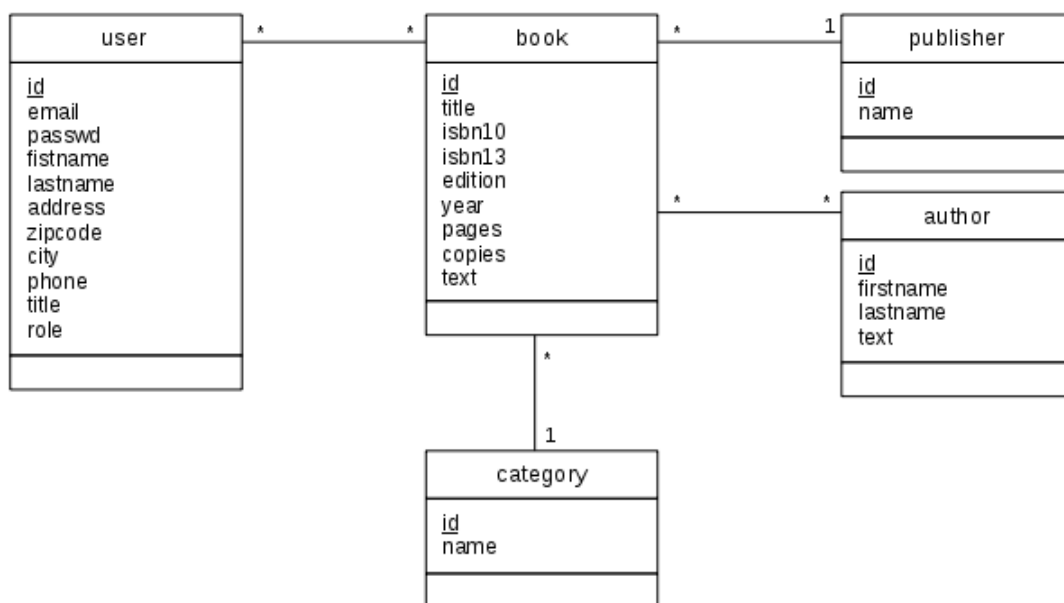 user
id
email
passwd
fistname
lastname
address
zipcode
city
phone
title
role
* *
book
id
title
isbn10
isbn13
edition
year
pages
copies
text
* 1
publisher
id
name
* *
author
id
firstname
lastname
text
*
1
category
id
name